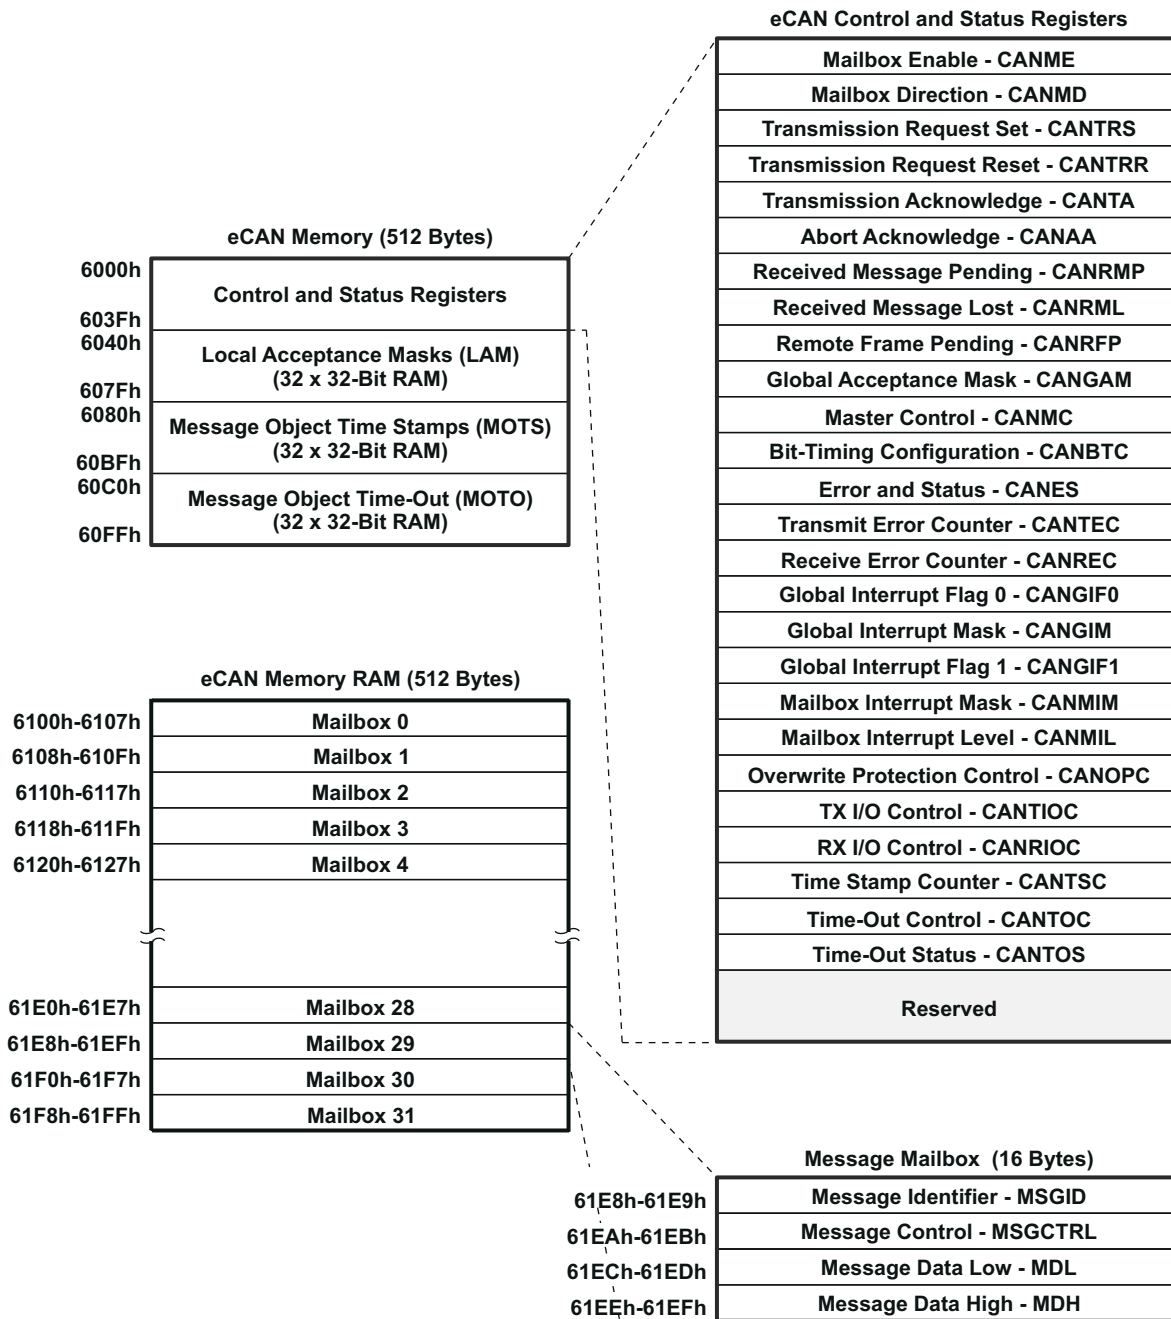 eCAN Control and Status Registers
Mailbox Enable - CANME
Mailbox Direction - CANMD
Transmission Request Set - CANTRS
Transmission Request Reset - CANTRR
Transmission Acknowledge - CANTA
Abort Acknowledge - CANAA
Received Message Pending - CANRMP
Received Message Lost - CANRML
Remote Frame Pending - CANRFP
Global Acceptance Mask - CANGAM
Master Control - CANMC
Bit-Timing Configuration - CANBTC
Error and Status - CANES
Transmit Error Counter - CANTEC
Receive Error Counter - CANREC
Global Interrupt Flag 0 - CANGIF0
Global Interrupt Mask - CANGIM
Global Interrupt Flag 1 - CANGIF1
Mailbox Interrupt Mask - CANMIM
Mailbox Interrupt Level - CANMIL
Overwrite Protection Control - CANOPC
TX I/O Control - CANTIOC
RX I/O Control - CANRIOC
Time Stamp Counter - CANTSC
Time-Out Control - CANTOC
Time-Out Status - CANTOS
Reserved
eCAN Memory (512 Bytes)
6000h
Control and Status Registers
603Fh
6040h
Local Acceptance Masks (LAM)
(32 x 32-Bit RAM)
607Fh
6080h
Message Object Time Stamps (MOTS)
(32 x 32-Bit RAM)
60BFh
60C0h
Message Object Time-Out (MOTO)
(32 x 32-Bit RAM)
60FFh
eCAN Memory RAM (512 Bytes)
6100h-6107h Mailbox 0
6108h-610Fh Mailbox 1
6110h-6117h Mailbox 2
6118h-611Fh Mailbox 3
6120h-6127h Mailbox 4
61E0h-61E7h Mailbox 28
61E8h-61EFh Mailbox 29
61F0h-61F7h Mailbox 30
61F8h-61FFh Mailbox 31
Message Mailbox (16 Bytes)
61E8h-61E9h Message Identifier - MSGID
61EAh-61EBh Message Control - MSGCTRL
61ECh-61EDh Message Data Low - MDL
61EEh-61EFh Message Data High - MDH